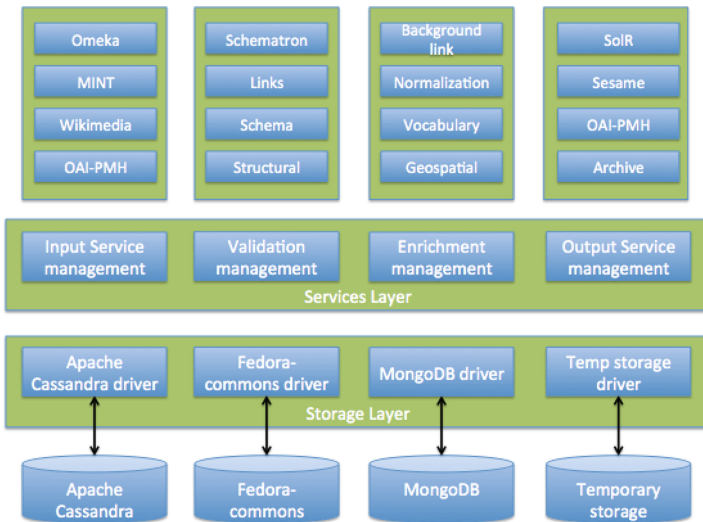 Omeka
MINT
Wikimedia
OAI-PMH
Schematron
Links
Schema
Structural
Background
link
Normalization
Vocabulary
Geospatial
SolR
Sesame
OAI-PMH
Archive
Input Service
management
Validation
management
Enrichment
management
Output Service
management
Services Layer
Apache
Cassandra driver
Fedora-
commons driver
MongoDB driver
Temp storage
driver
Storage Layer
Apache
Cassandra
Fedora-
commons
MongoDB
Temporary
storage